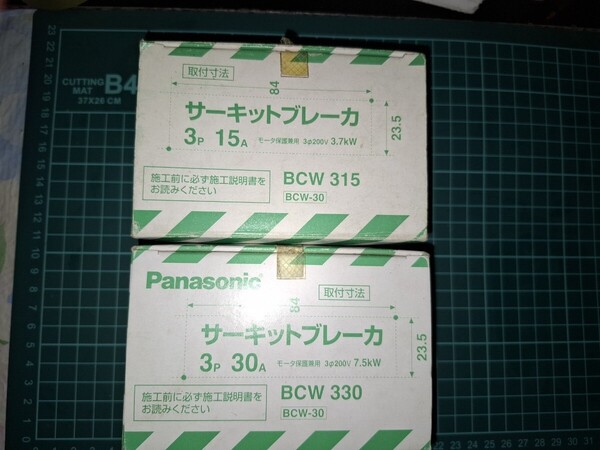 CUTTING MAT B4
37X26 CM
取付寸法
84
サーキットブレーカ
3P 15A モータ保護兼用 3φ200V 3.7kW
23.5
施工前に必ず施工説明書を
お読みください
BCW 315
BCW-30
Panasonic
取付寸法
84
サーキットブレーカ
3P 30A モータ保護兼用 3φ200V 7.5kW
23.5
施工前に必ず施工説明書を
お読みください
BCW 330
BCW-30